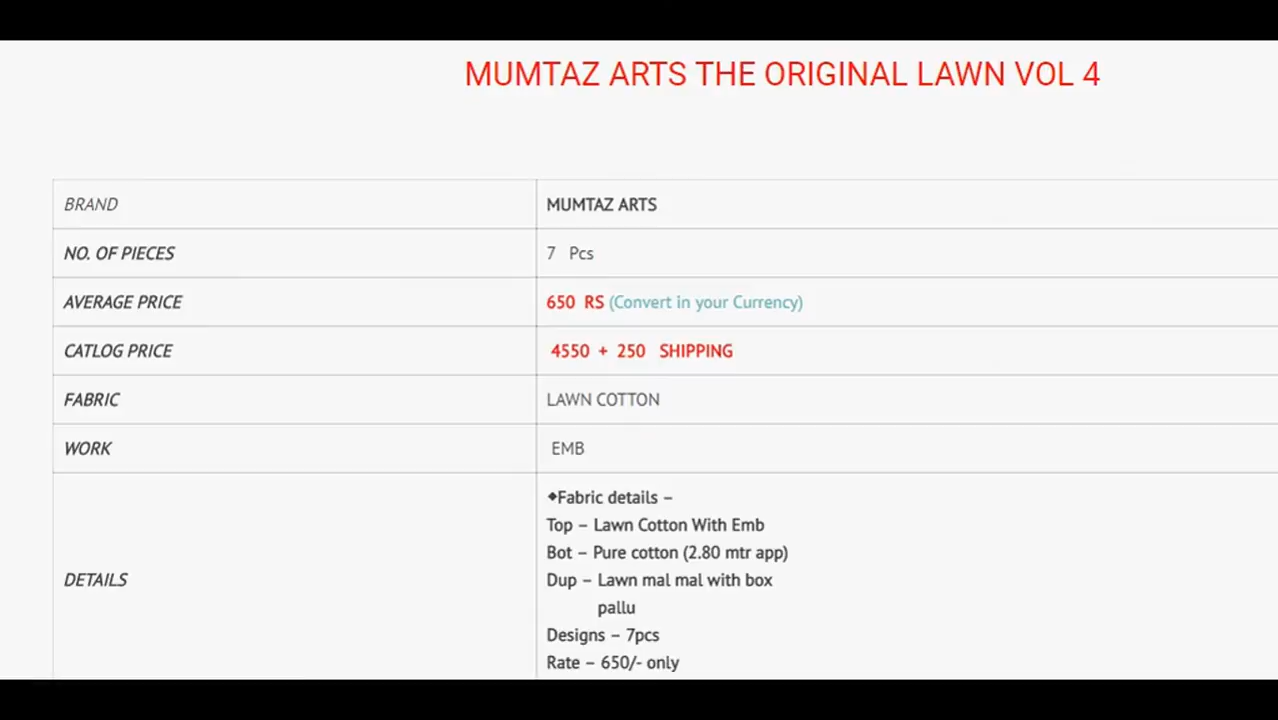 MUMTAZ ARTS THE ORIGINAL LAWN VOL 4
BRAND MUMTAZ ARTS
NO. OF PIECES 7 Pcs
AVERAGE PRICE 650 RS (Convert in your Currency)
CATLOG PRICE 4550 + 250 SHIPPING
FABRIC LAWN COTTON
WORK EMB
DETAILS
◆Fabric details –
Top – Lawn Cotton With Emb
Bot – Pure cotton (2.80 mtr app)
Dup – Lawn mal mal with box
pallu
Designs – 7pcs
Rate – 650/- only